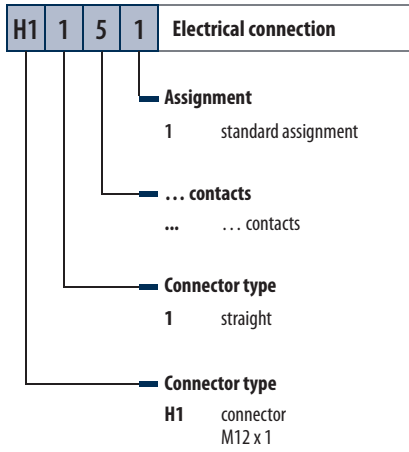 H1 1 5 1 Electrical connection
Assignment
1 standard assignment
… contacts
... … contacts
Connector type
1 straight
Connector type
H1 connector
M12 x 1